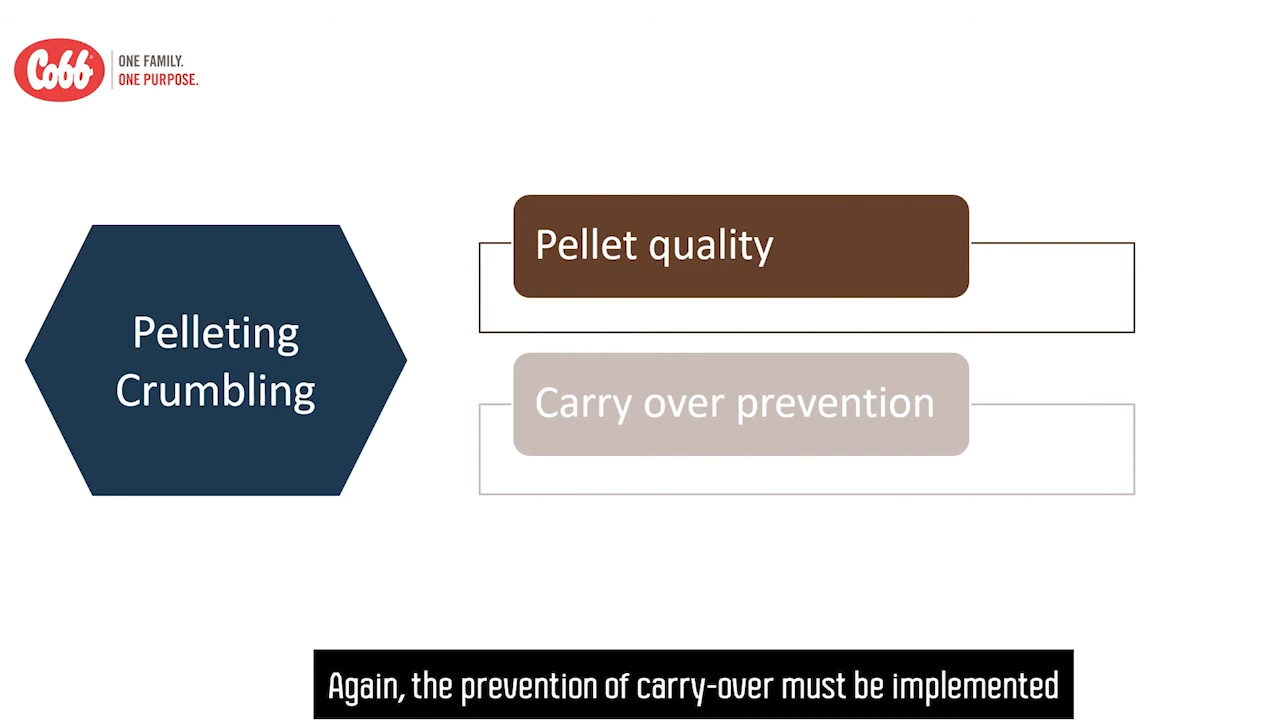 Cobb
ONE FAMILY.
ONE PURPOSE.
Pelleting
Crumbling
Pellet quality
Carry over prevention
Again, the prevention of carry-over must be implemented